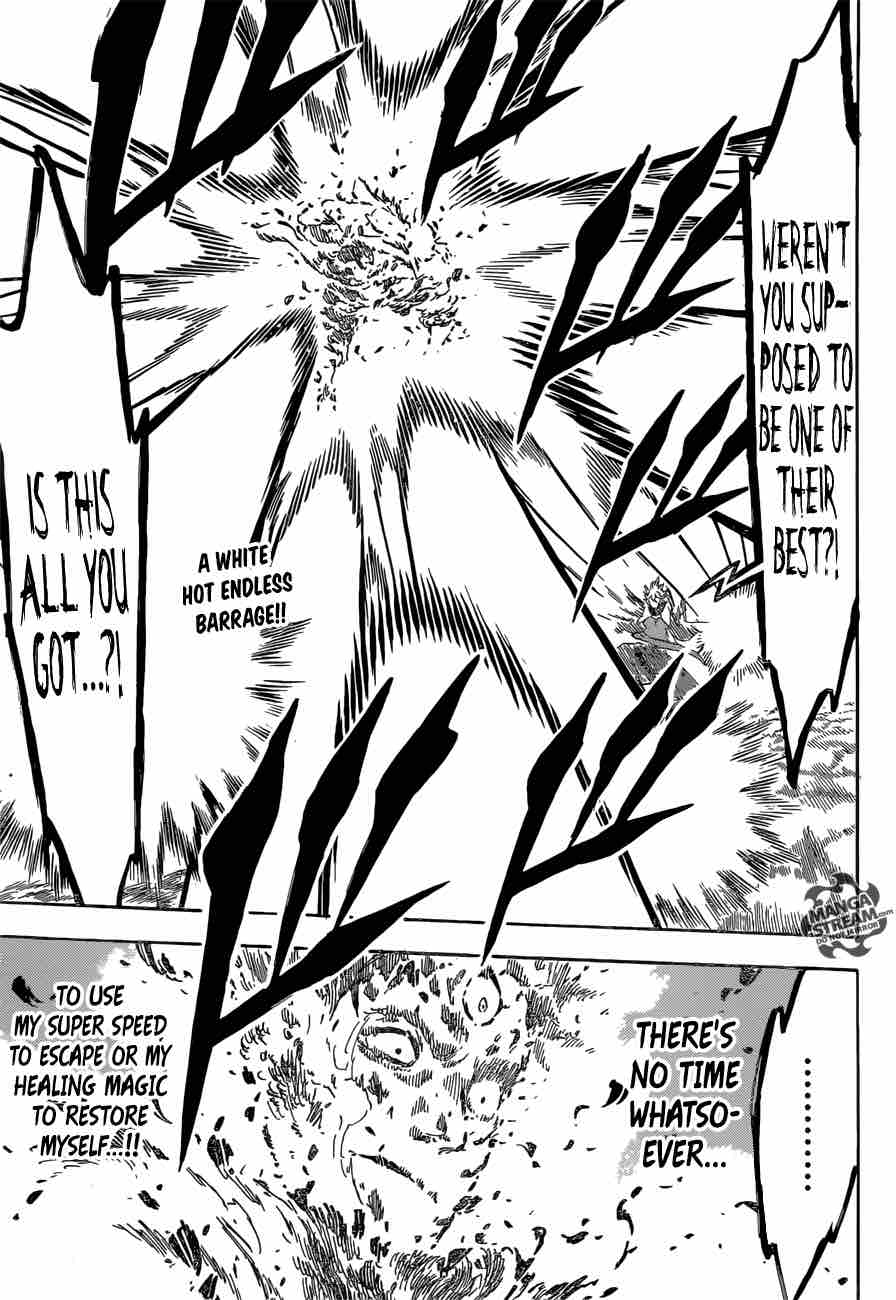 WEREN'T
YOU SUP-
POSED TO
BE ONE OF
THEIR
BEST?!
A WHITE
HOT ENDLESS
BARRAGE!!
IS THIS
ALL YOU
GOT...?!
MANGA
STREAM.com
DO NOT MIRROR
.........
THERE'S
NO TIME
WHATSO-
EVER...
TO USE
MY SUPER SPEED
TO ESCAPE OR MY
HEALING MAGIC
TO RESTORE
MYSELF...!!